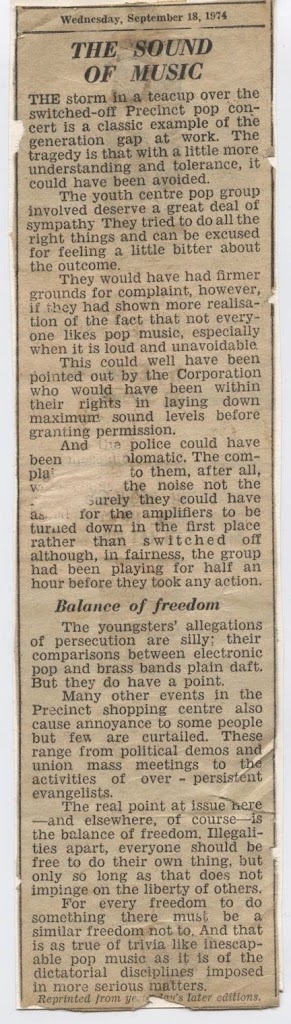 Wednesday, September 18, 1974
THE SOUND
OF MUSIC
THE storm in a teacup over the
switched-off Precinct pop con-
cert is a classic example of the
generation gap at work. The
tragedy is that with a little more
understanding and tolerance, it
could have been avoided.
The youth centre pop group
involved deserve a great deal of
sympathy They tried to do all the
right things and can be excused
for feeling a little bitter about
the outcome.
They would have had firmer
grounds for complaint, however,
if they had shown more realisa-
tion of the fact that not every-
one likes pop music, especially
when it is loud and unavoidable
This could well have been
pointed out by the Corporation
who would have been within
their rights in laying down
maximum sound levels before
granting permission.
And the police could have
been
to them, after all,
the noise not the
surely they could have
for the amplifiers to be
turned down in the first place
rather than switched off
although, in fairness, the group
had been playing for half an
hour before they took any action.
Balance of freedom
The youngsters' allegations
of persecution are silly; their
comparisons between electronic
pop and brass bands plain daft.
But they do have a point.
Many other events in the
Precinct shopping centre also
cause annoyance to some people
but few are curtailed. These
range from political demos and
union mass meetings to the
activities of over - persistent
evangelists.
The real point at issue here
—and elsewhere, of course—is
the balance of freedom. Illegali-
ties apart, everyone should be
free to do their own thing, but
only so long as that does not
impinge on the liberty of others.
For every freedom to do
something there must be a
similar freedom not to. And that
is as true of trivia like inescap-
able pop music as it is of the
dictatorial disciplines imposed
in more serious matters.
Reprinted from yesterday's later editions.